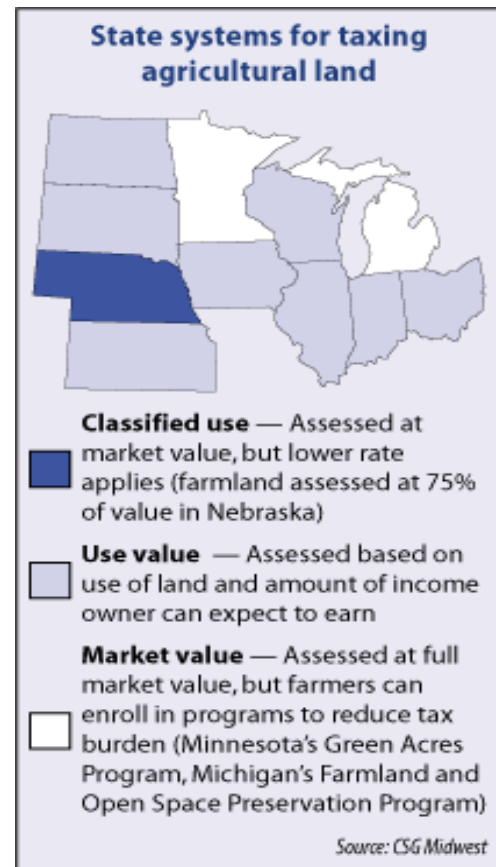 State systems for taxing
agricultural land
Classified use — Assessed at
market value, but lower rate
applies (farmland assessed at 75%
of value in Nebraska)
Use value — Assessed based on
use of land and amount of income
owner can expect to earn
Market value — Assessed at full
market value, but farmers can
enroll in programs to reduce tax
burden (Minnesota's Green Acres
Program, Michigan's Farmland and
Open Space Preservation Program)
Source: CSG Midwest